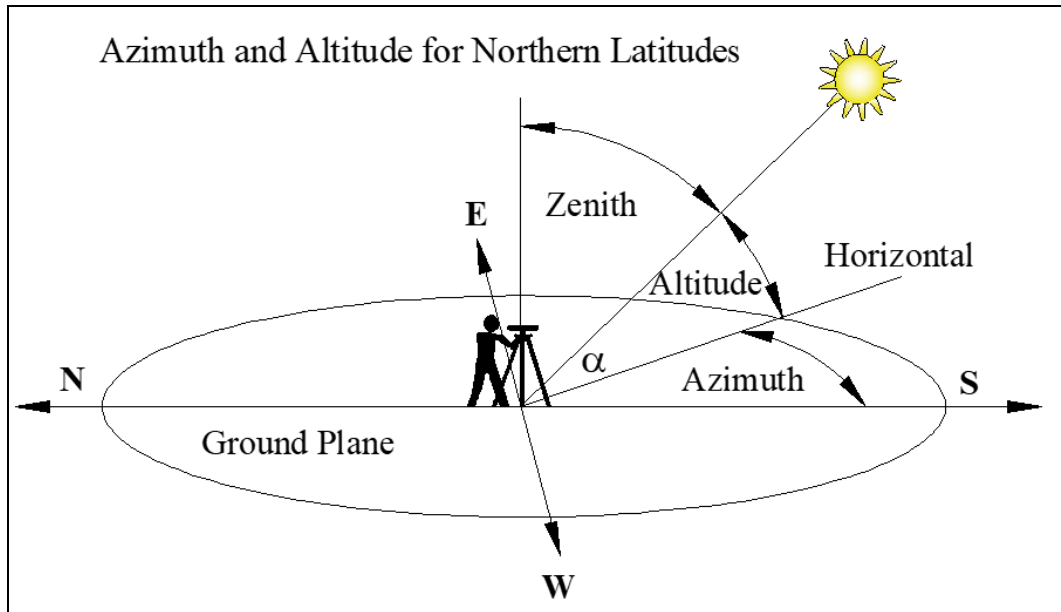 Azimuth and Altitude for Northern Latitudes
Zenith
E
Horizontal
Altitude
α
Azimuth
N
S
Ground Plane
W